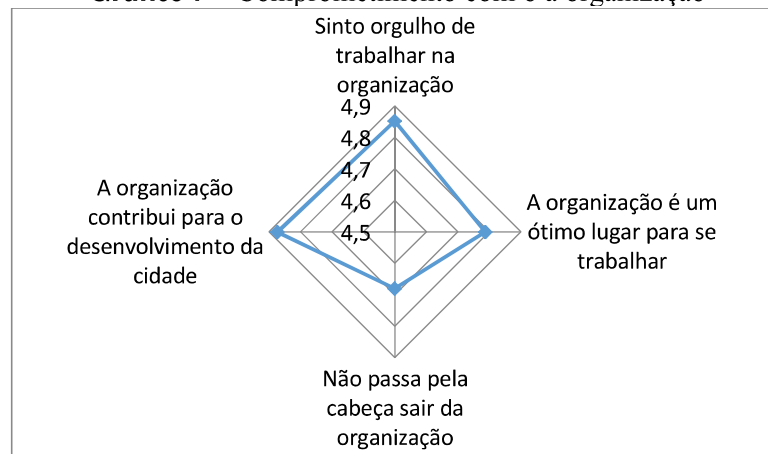 Sinto orgulho de
trabalhar na
organização
4,9
4,8
4,7
4,6
4,5
A organização é um
ótimo lugar para se
trabalhar
Não passa pela
cabeça sair da
organização
A organização
contribui para o
desenvolvimento da
cidade